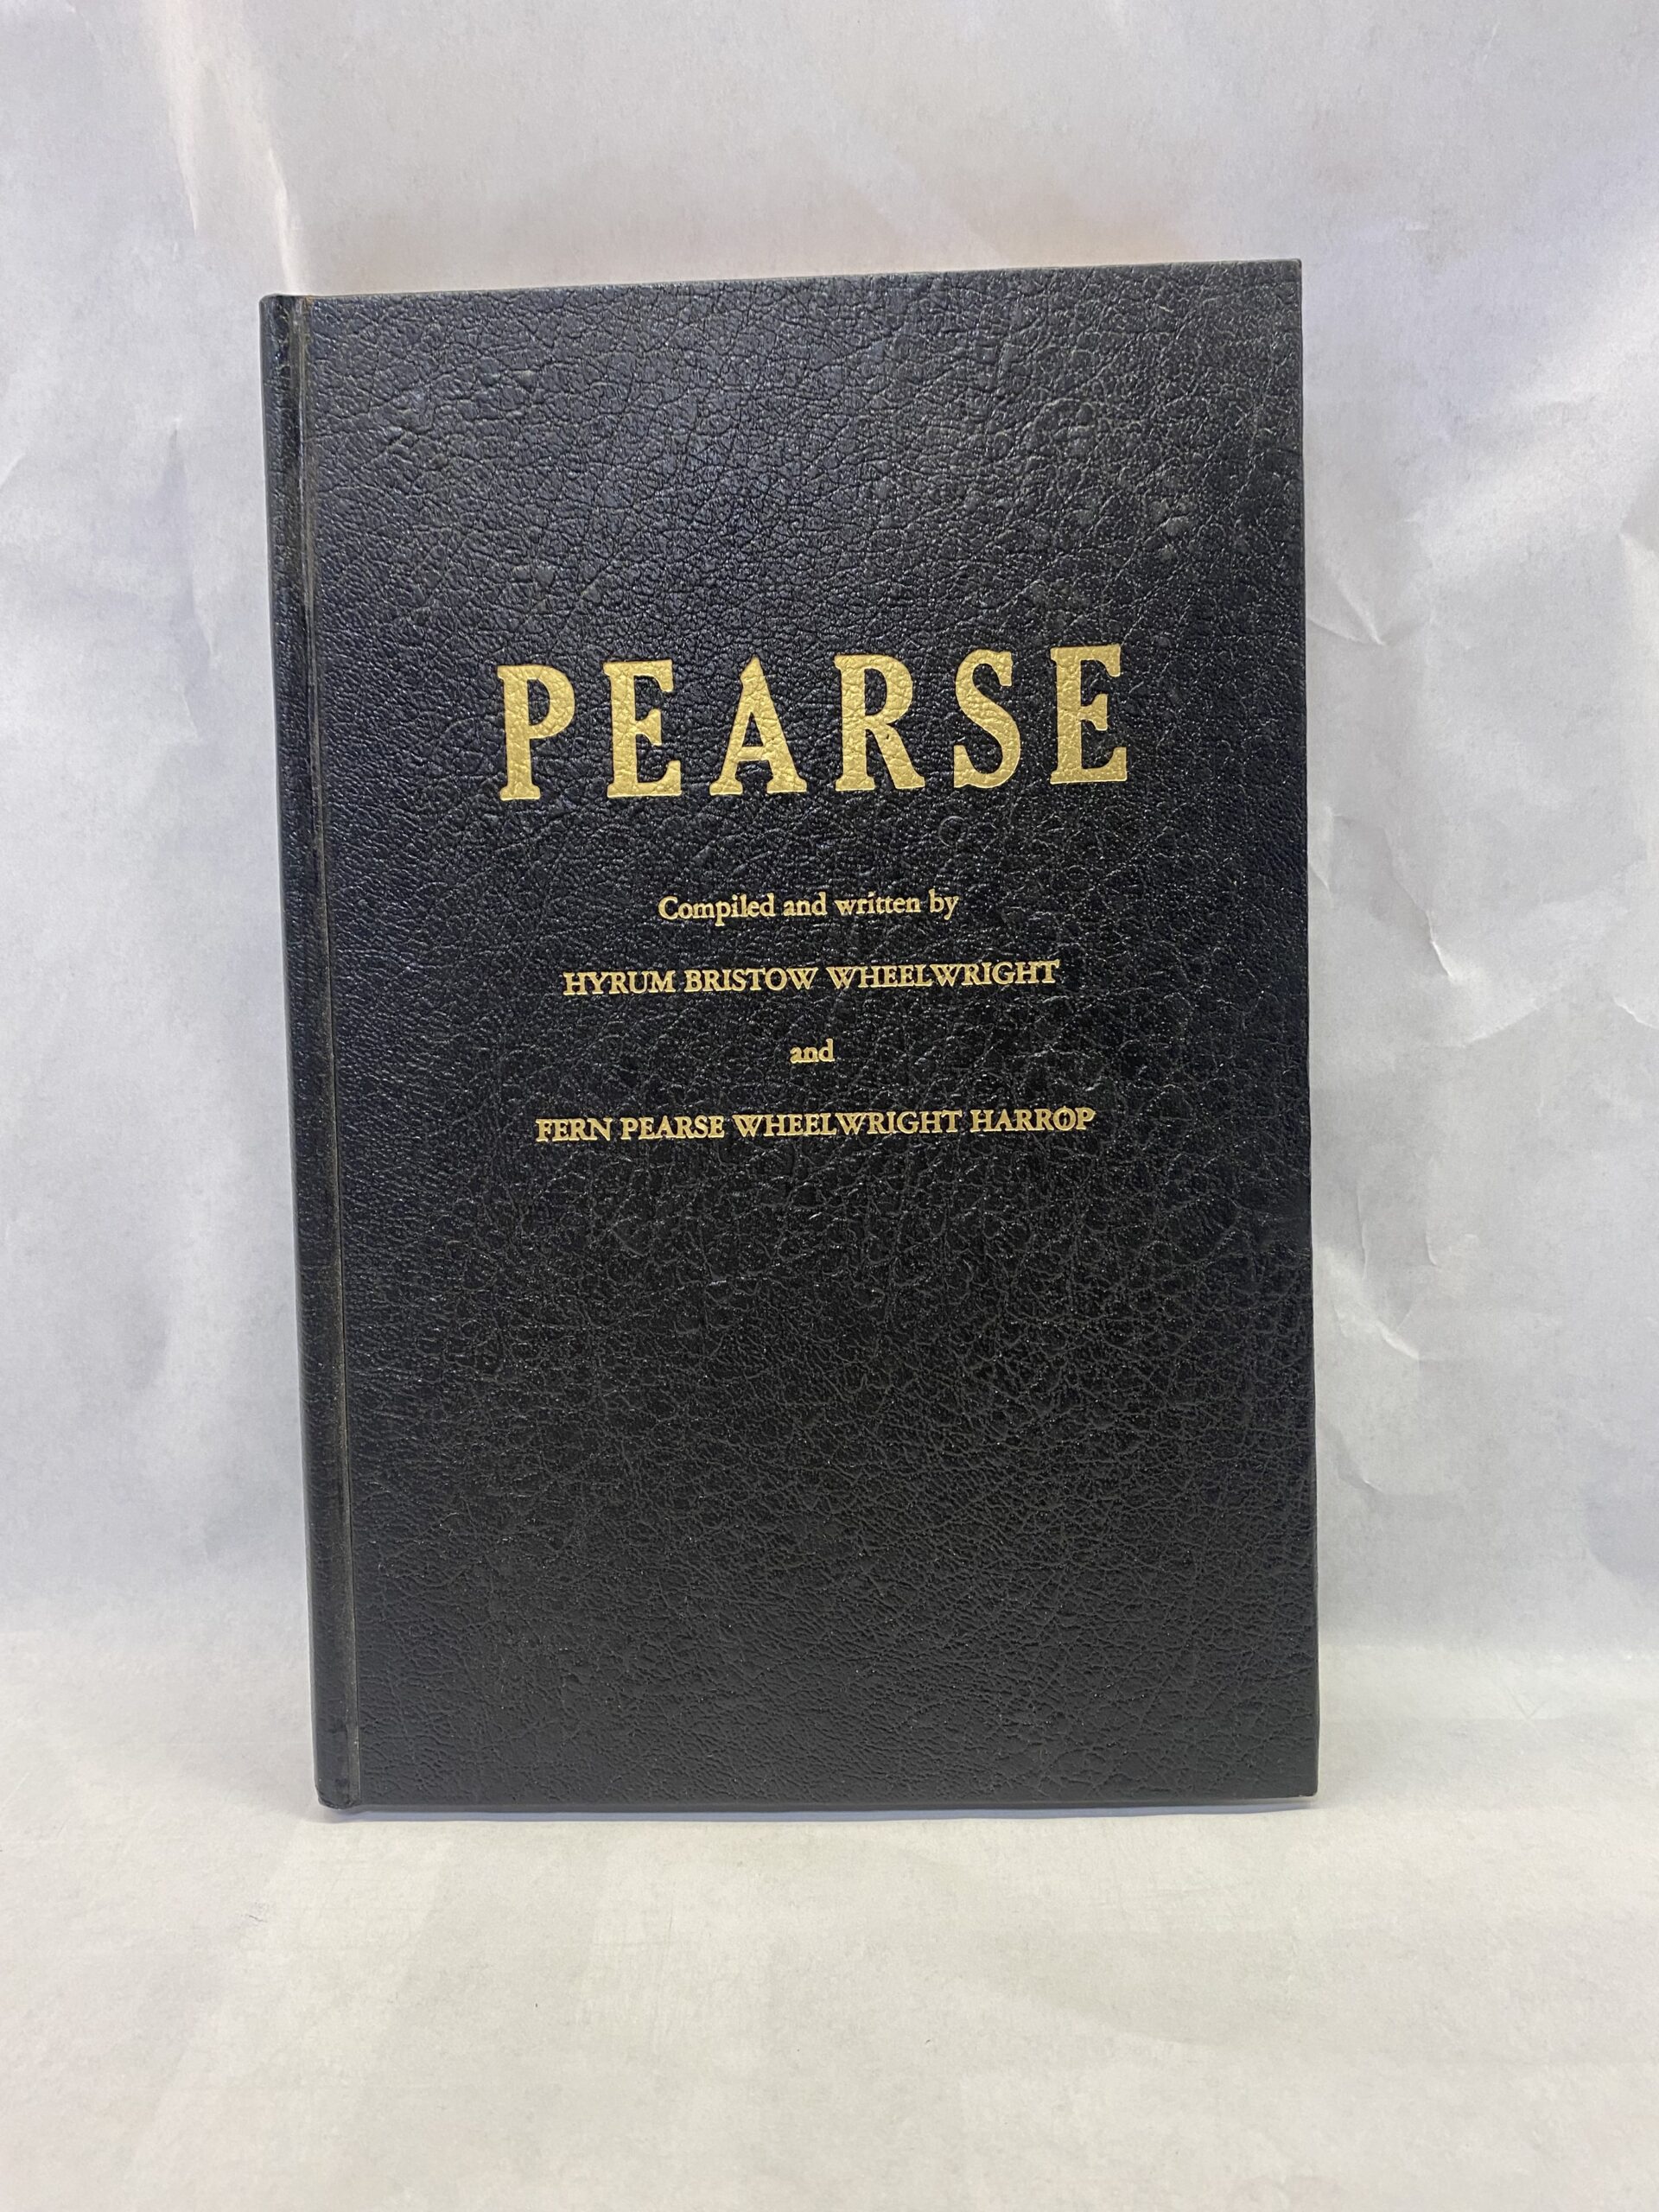 PEARSE
Compiled and written by
HYRUM BRISTOW WHEELWRIGHT
and
FERN PEARSE WHEELWRIGHT HARROP